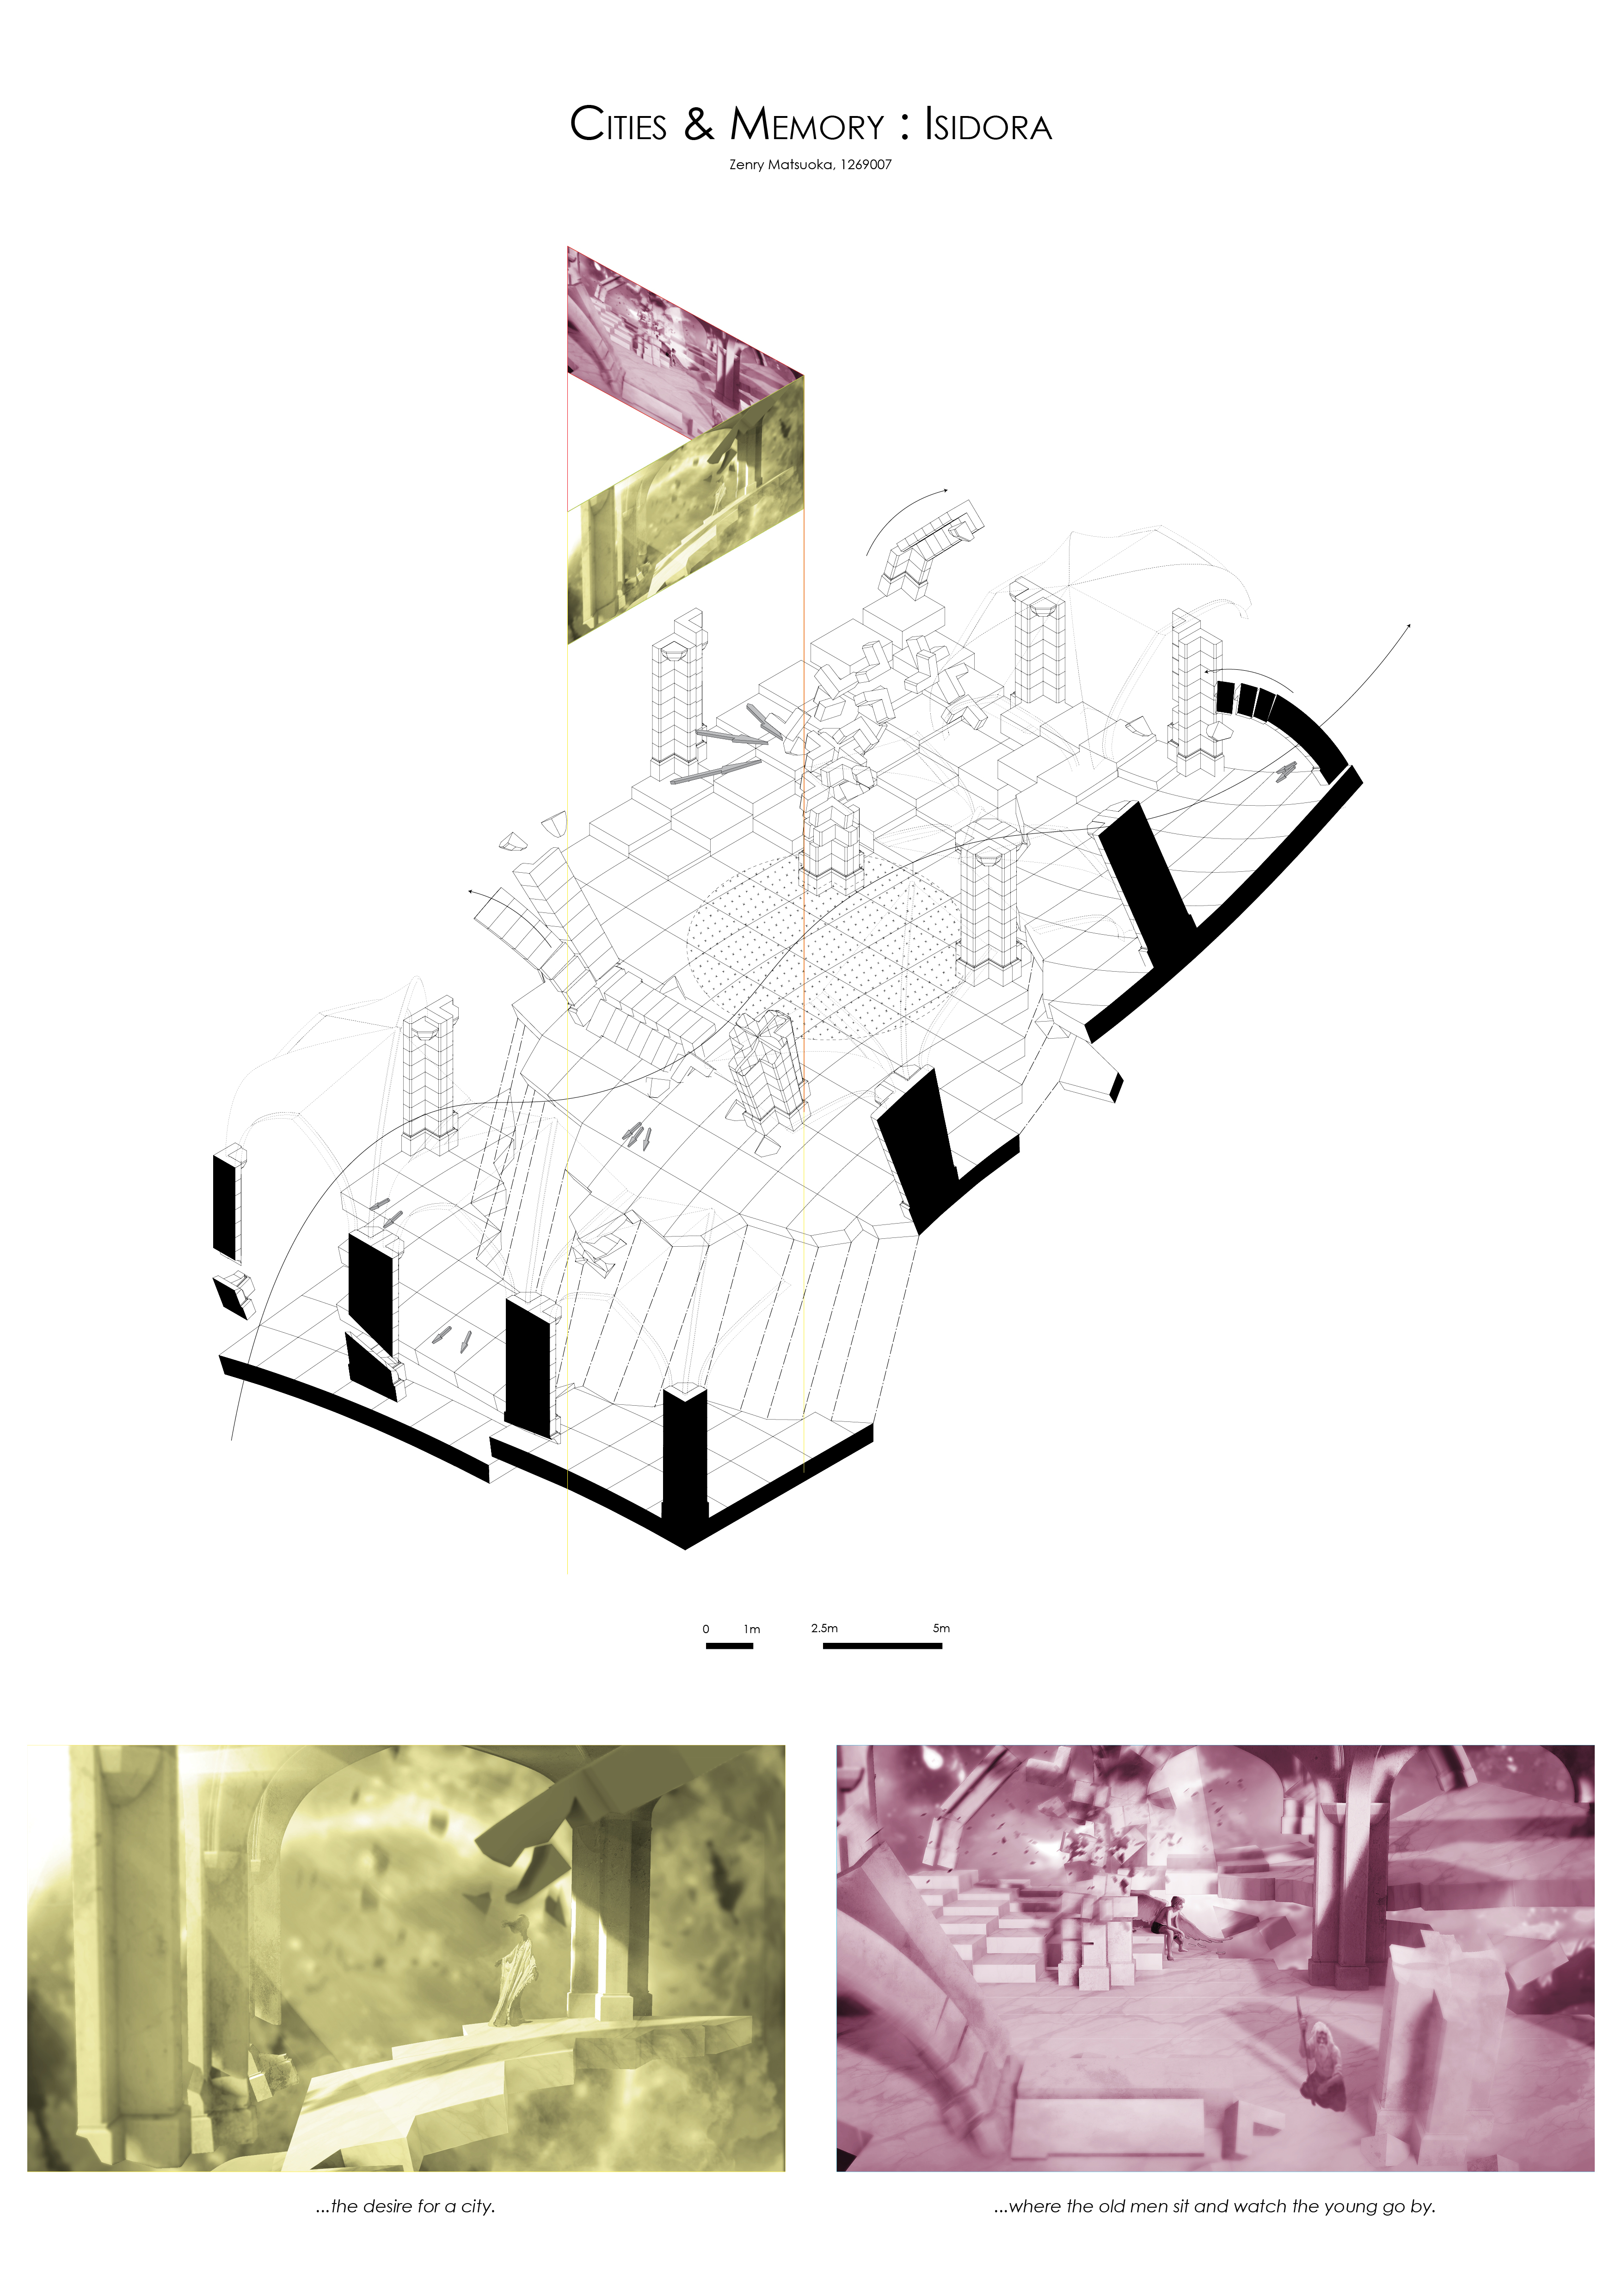 Cities & Memory : Isidora
Zenry Matsuoka, 1269007
0 1m 2.5m 5m
...the desire for a city.
...where the old men sit and watch the young go by.